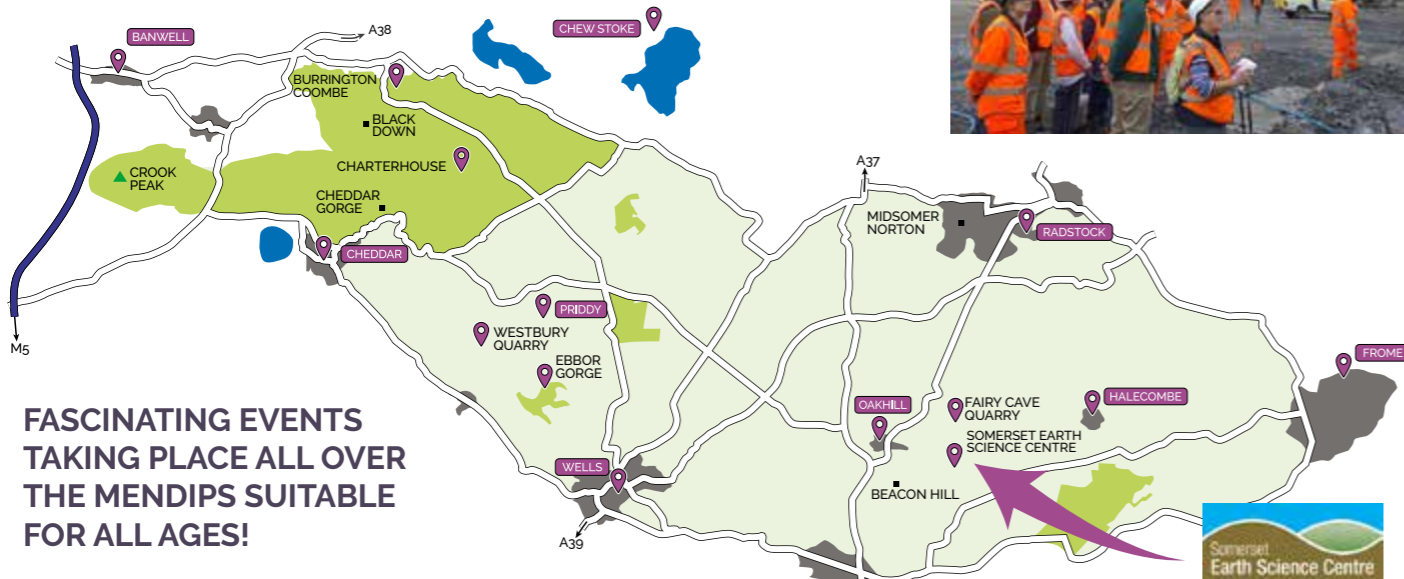 A38
BANWELL
CHEW STOKE
BURRINGTON
COOMBE
BLACK
DOWN
CHARTERHOUSE
CROOK
PEAK
CHEDDAR
GORGE
A37
MIDSOMER
NORTON
RADSTOCK
CHEDDAR
PRIDDY
WESTBURY
QUARRY
M5
EBBOR
GORGE
FROME
HALECOMBE
OAKHILL
FAIRY CAVE
QUARRY
SOMERSET EARTH
SCIENCE CENTRE
FASCINATING EVENTS
TAKING PLACE ALL OVER
THE MENDIPS SUITABLE
FOR ALL AGES!
WELLS
BEACON HILL
A39
Somerset
Earth Science Centre